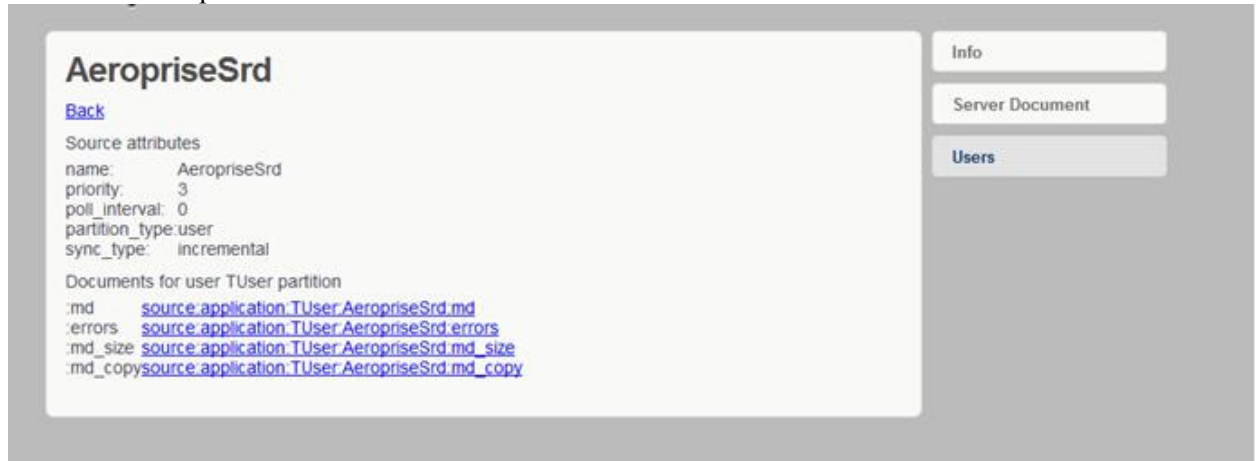 AeropriseSrd
Back
Source attributes
name: AeropriseSrd
priority: 3
poll_interval: 0
partition_type:user
sync_type: incremental
Documents for user TUser partition
:md source:application:TUser:AeropriseSrd:md
:errors source:application:TUser:AeropriseSrd:errors
:md_size source:application:TUser:AeropriseSrd:md_size
:md_copysource:application:TUser:AeropriseSrd:md_copy
Info
Server Document
Users